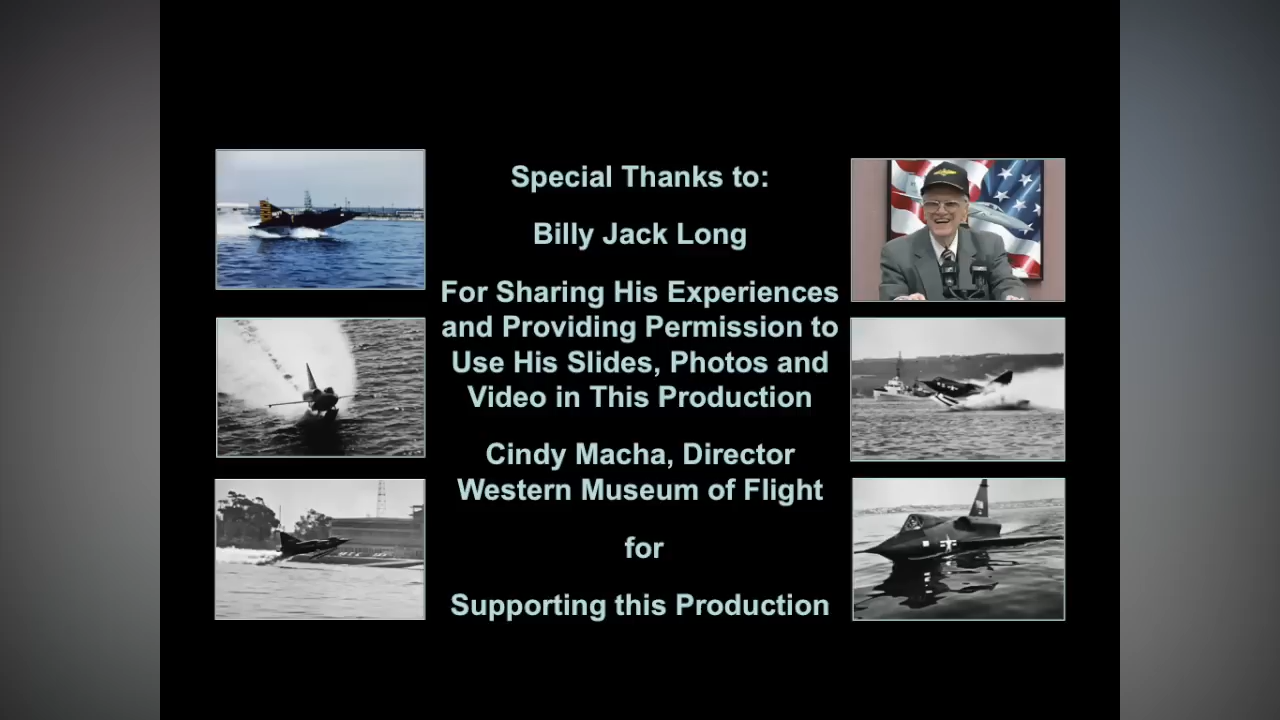 Special Thanks to:
Billy Jack Long
For Sharing His Experiences
and Providing Permission to
Use His Slides, Photos and
Video in This Production
Cindy Macha, Director
Western Museum of Flight
for
Supporting this Production